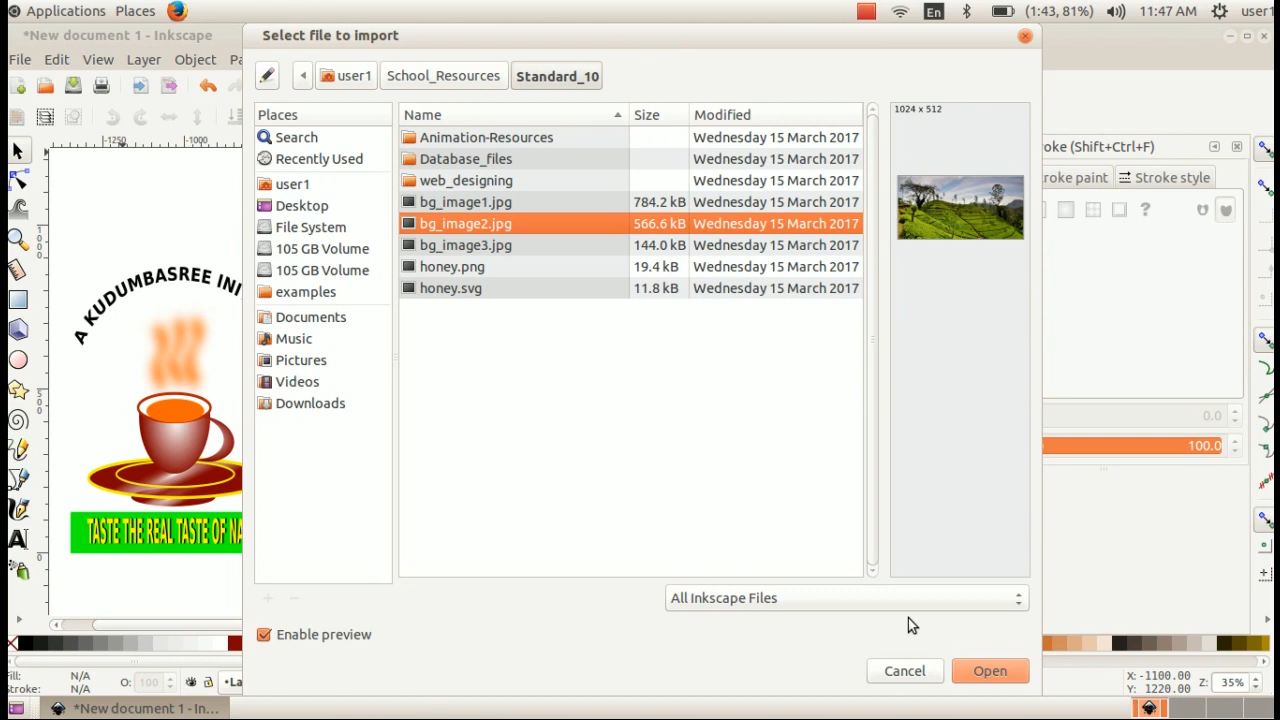 Applications Places En (1:43, 81%) 11:47 AM user1
*New document 1 - Inkscape
Select file to import
File Edit View Layer Object
user1 School_Resources Standard_10
Places
Search
Recently Used
user1
Desktop
File System
105 GB Volume
105 GB Volume
examples
Documents
Music
Pictures
Videos
Downloads
Name Size Modified
Animation-Resources Wednesday 15 March 2017
Database_files Wednesday 15 March 2017
web_designing Wednesday 15 March 2017
bg_image1.jpg 784.2 kB Wednesday 15 March 2017
bg_image2.jpg 566.6 kB Wednesday 15 March 2017
bg_image3.jpg 144.0 kB Wednesday 15 March 2017
honey.png 19.4 kB Wednesday 15 March 2017
honey.svg 11.8 kB Wednesday 15 March 2017
1024 x 512
All Inkscape Files
Enable preview
Cancel Open
-1250 -1000
1000
500
0
A KUDUMBASREE INI
TASTE THE REAL TASTE OF NA
oke (Shift+Ctrl+F)
roke paint Stroke style
?
0.0
100.0
Fill: N/A
Stroke: N/A
O: 100
•La
X: -1100.00
Y: 1220.00
Z: 35%
*New document 1 - In...